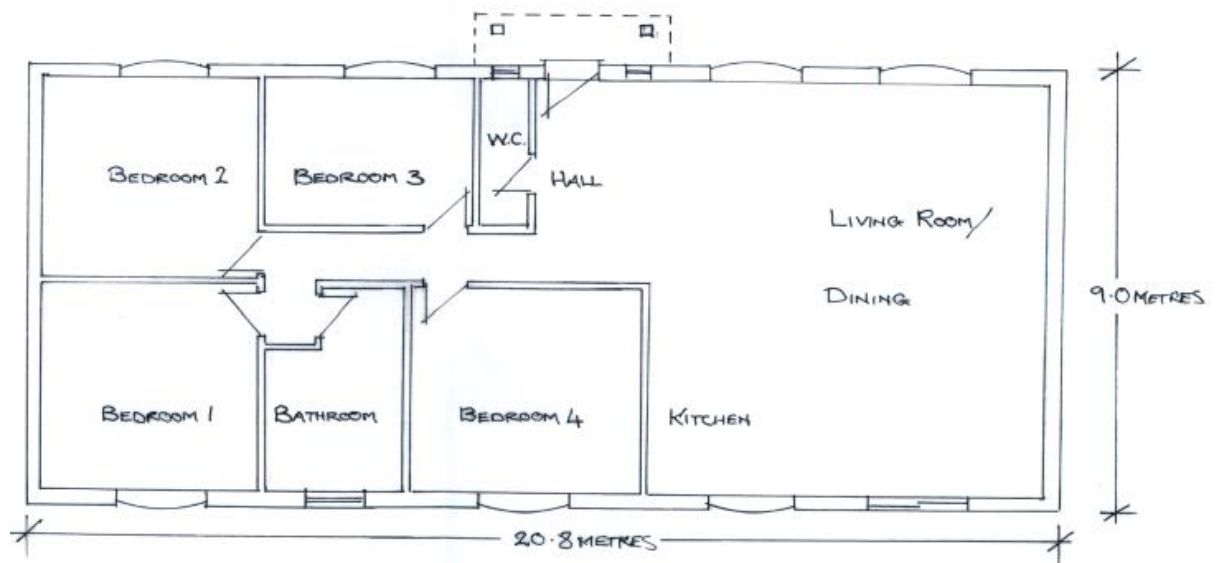 W.C.
BEDROOM 2
BEDROOM 3
HALL
LIVING ROOM/
DINING
9.0 METRES
BEDROOM 1
BATHROOM
BEDROOM 4
KITCHEN
20.8 METRES